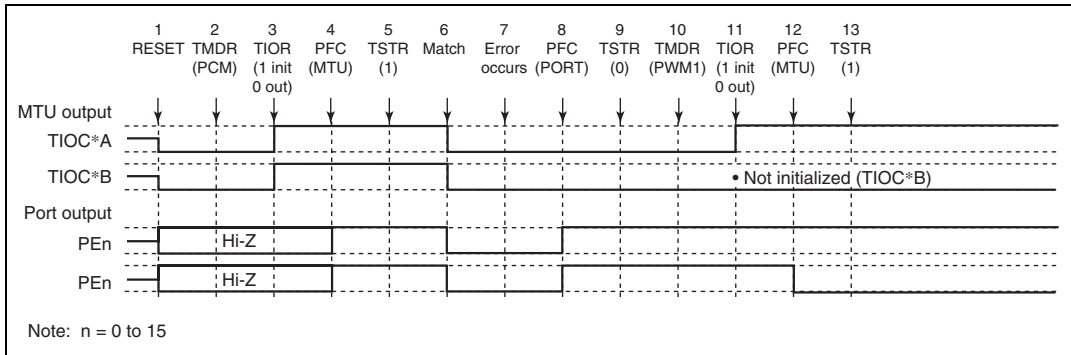 1 2 3 4 5 6 7 8 9 10 11 12 13
RESET TMDR TIOR PFC TSTR Match Error PFC TSTR TMDR TIOR PFC TSTR
(PCM) (1 init (MTU) (1) occurs (PORT) (0) (PWM1) (1 init (MTU) (1)
0 out) 0 out)
MTU output
TIOC*A
TIOC*B
• Not initialized (TIOC*B)
Port output
PEn
Hi-Z
PEn
Hi-Z
Note: n = 0 to 15